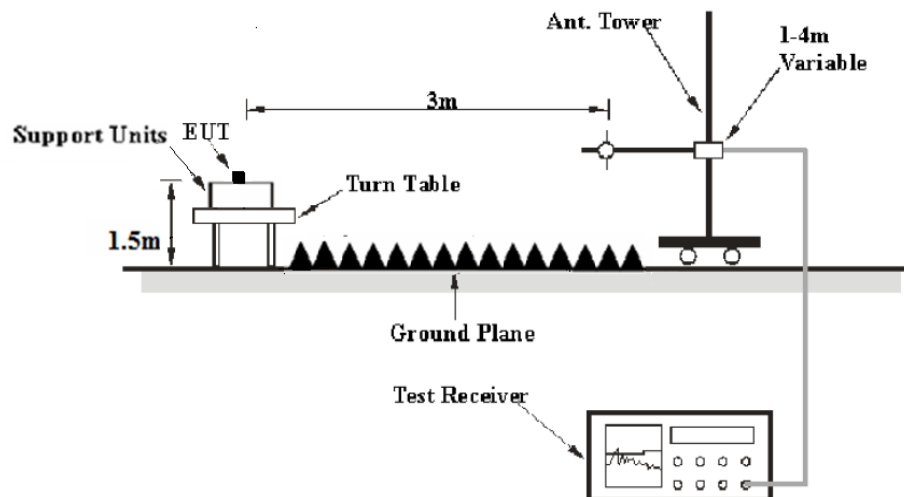 Ant. Tower
1-4m
Variable
3m
Support Units
EUT
Turn Table
1.5m
Ground Plane
Test Receiver